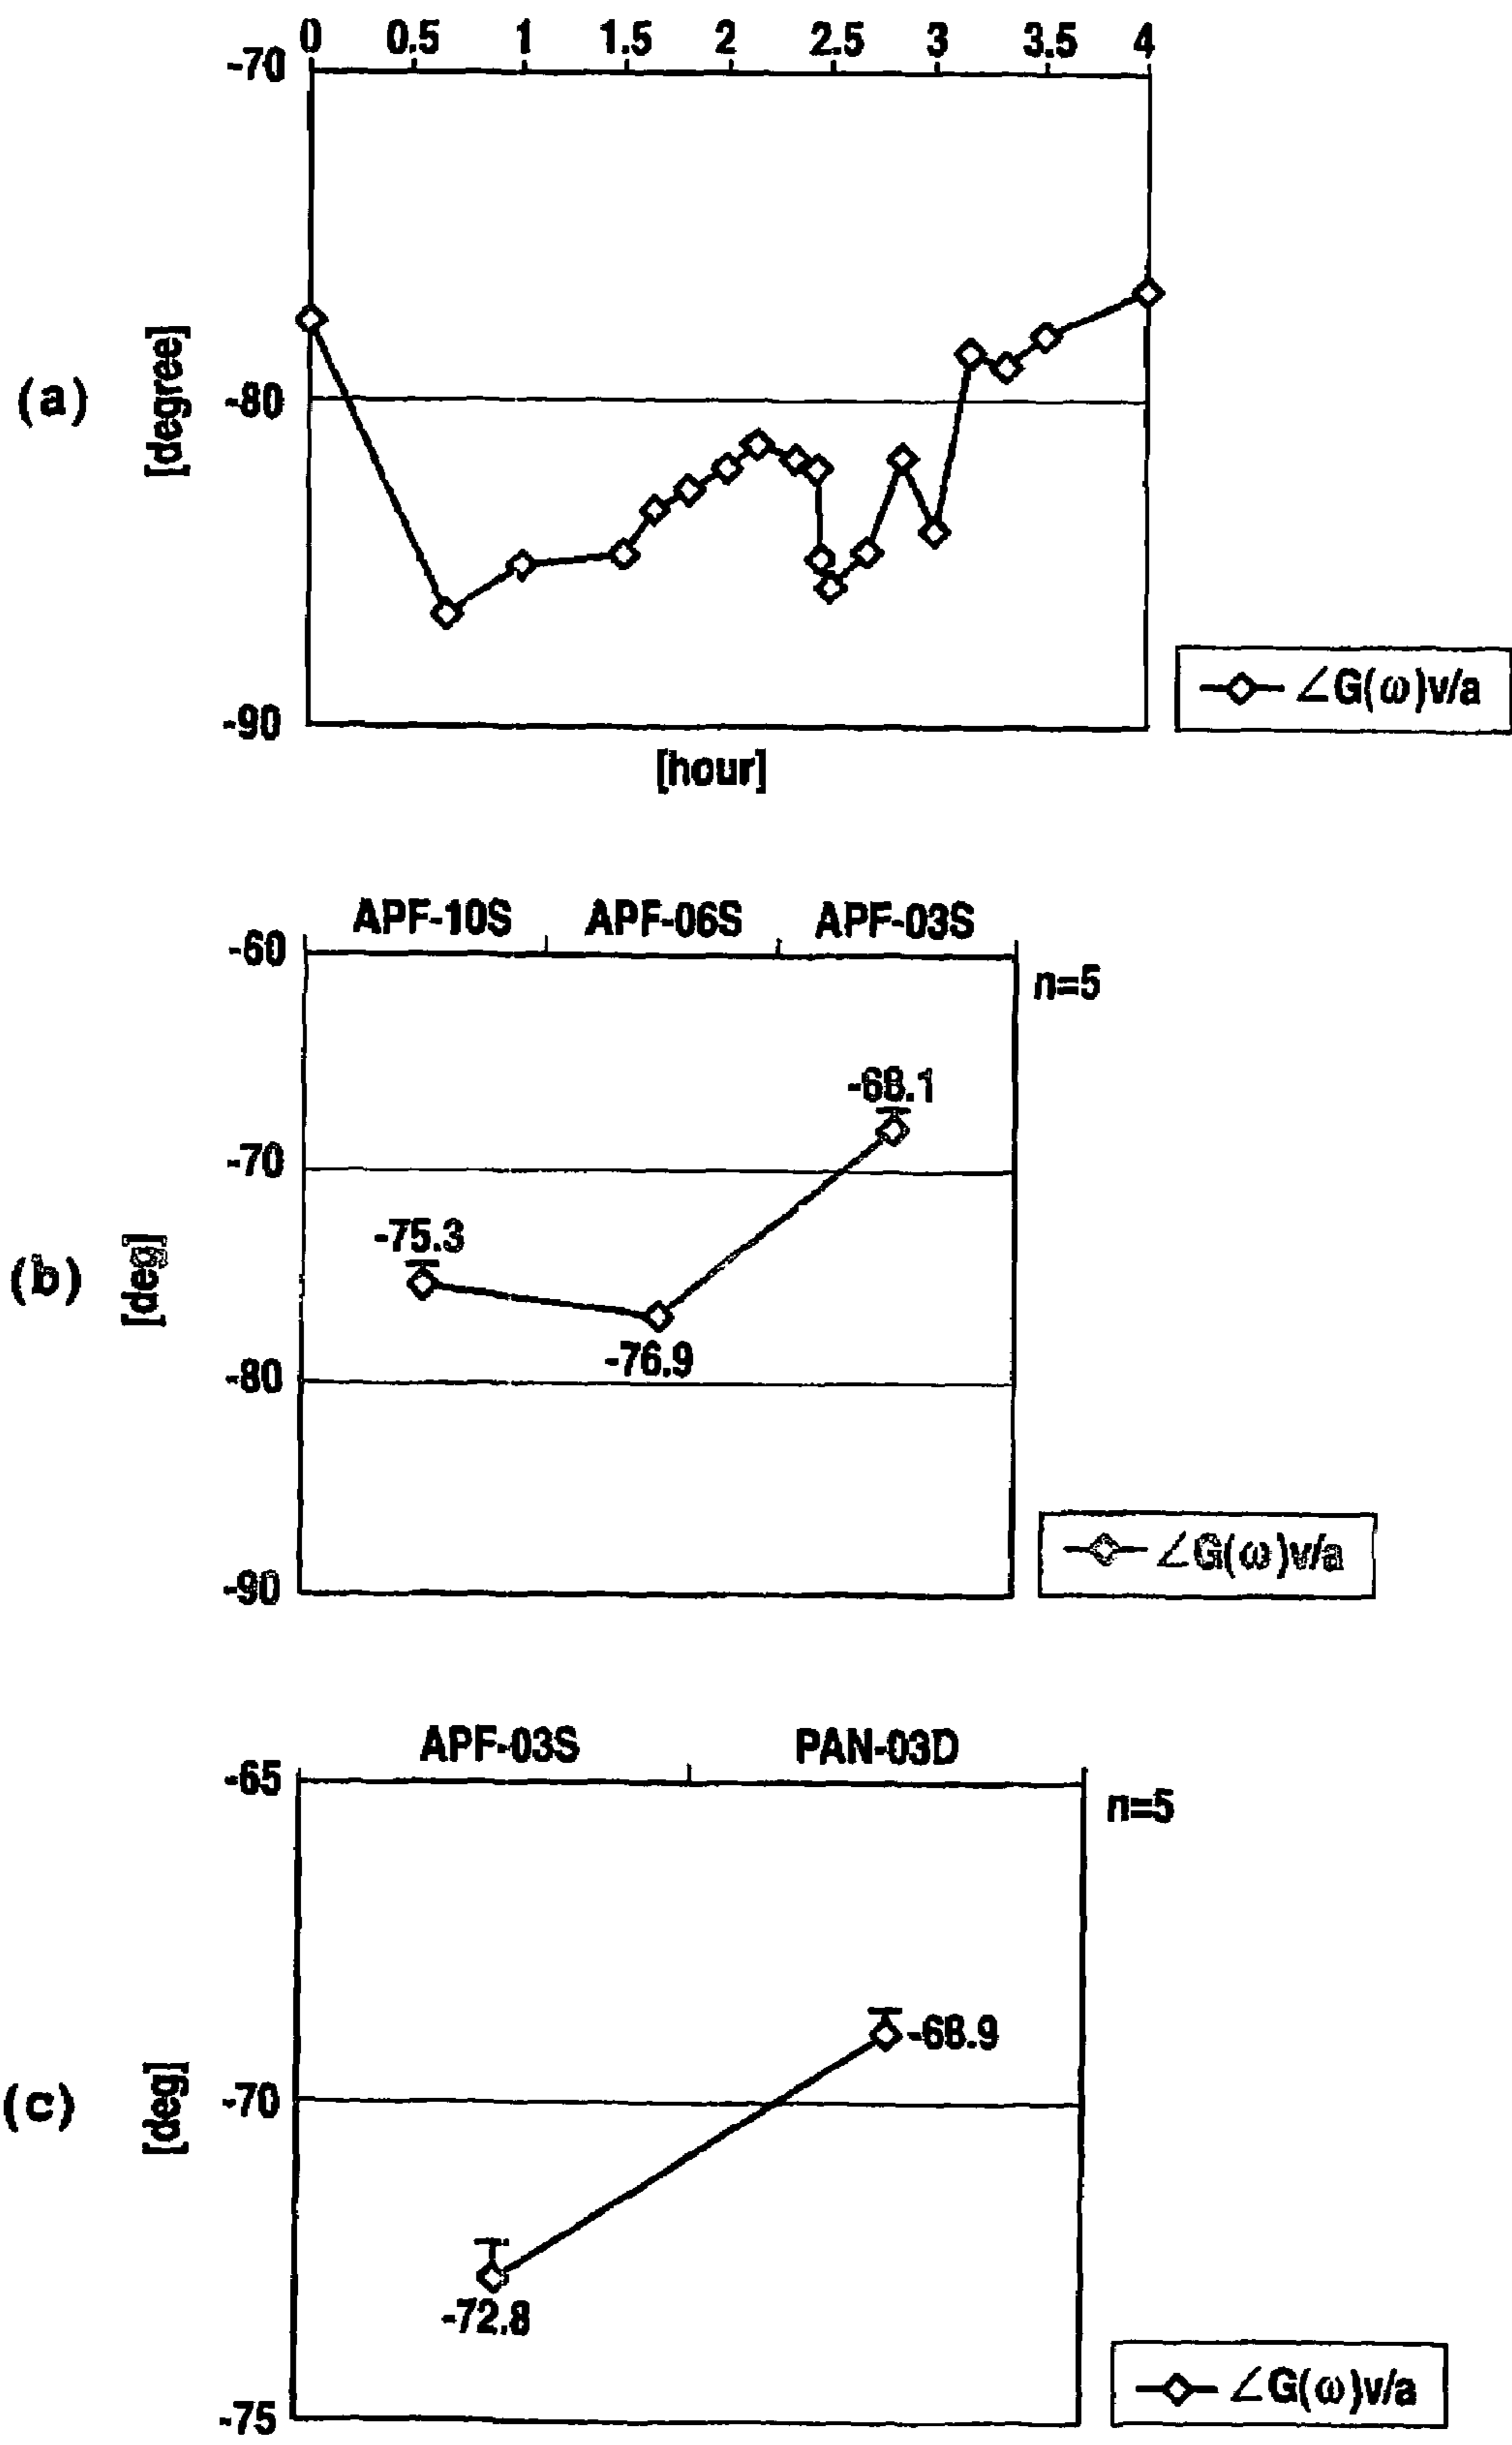 0 0.5 1 1.5 2 2.5 3 3.5 4
-70
(a)
[degree]
-80
-90
∠G(ω)v/a
[hour]
APF-10S APF-06S APF-03S
-60
n=5
-68.1
-70
-75.3
(b)
[deg]
-76.9
-80
∠G(ω)v/a
-90
APF-03S PAN-03D
-65
n=5
-68.9
(c)
[deg]
-70
-72.8
∠G(ω)v/a
-75